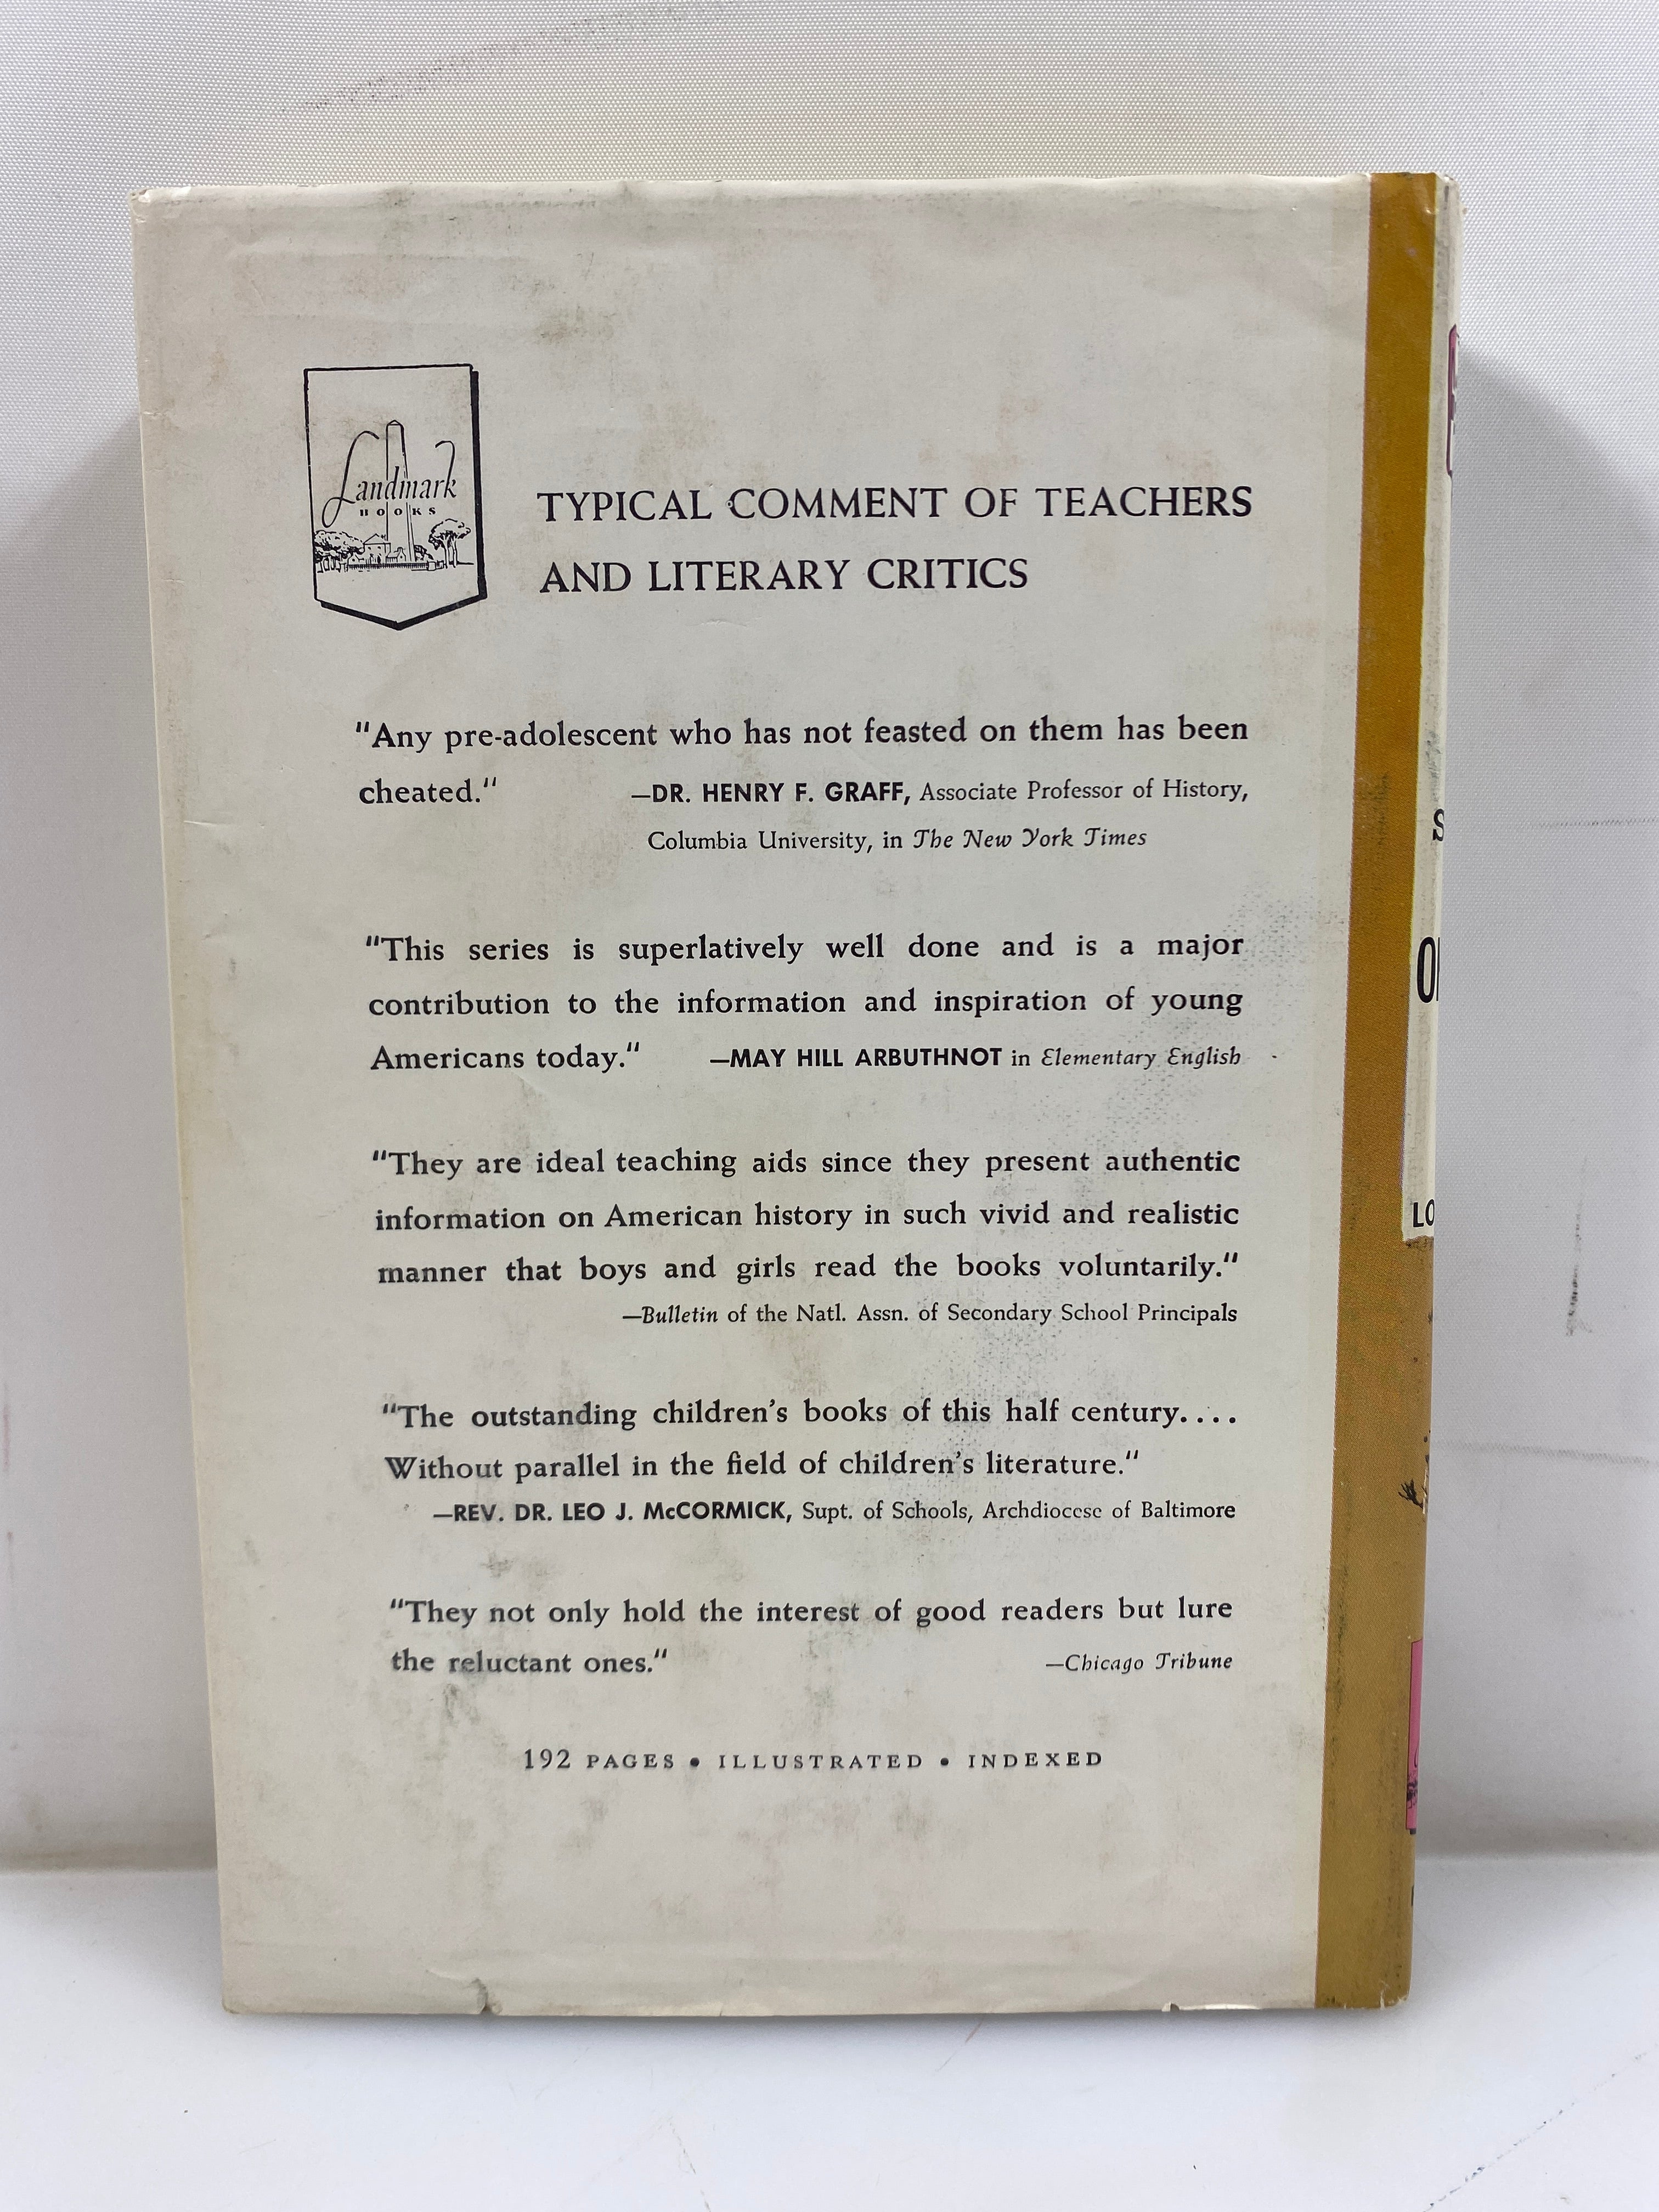 Landmark
BOOKS
TYPICAL COMMENT OF TEACHERS
AND LITERARY CRITICS
"Any pre-adolescent who has not feasted on them has been
cheated." —DR. HENRY F. GRAFF, Associate Professor of History,
Columbia University, in The New York Times
"This series is superlatively well done and is a major
contribution to the information and inspiration of young
Americans today." —MAY HILL ARBUTHNOT in Elementary English
"They are ideal teaching aids since they present authentic
information on American history in such vivid and realistic
manner that boys and girls read the books voluntarily."
—Bulletin of the Natl. Assn. of Secondary School Principals
"The outstanding children's books of this half century....
Without parallel in the field of children's literature."
—REV. DR. LEO J. McCORMICK, Supt. of Schools, Archdiocese of Baltimore
"They not only hold the interest of good readers but lure
the reluctant ones." —Chicago Tribune
192 PAGES • ILLUSTRATED • INDEXED